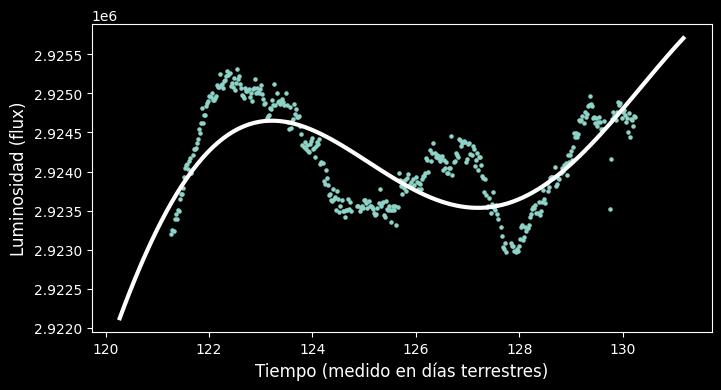 1e6
2.9255
2.9250
2.9245
2.9240
2.9235
2.9230
2.9225
2.9220
Luminosidad (flux)
120 122 124 126 128 130
Tiempo (medido en días terrestres)